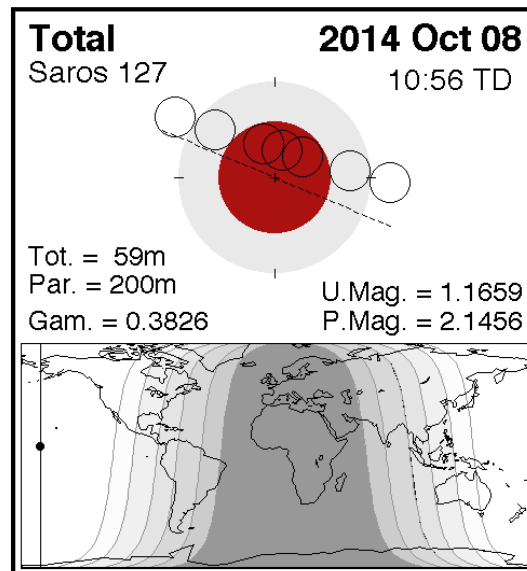 Total 2014 Oct 08
Saros 127 10:56 TD
Tot. = 59m
Par. = 200m
U.Mag. = 1.1659
Gam. = 0.3826 P.Mag. = 2.1456